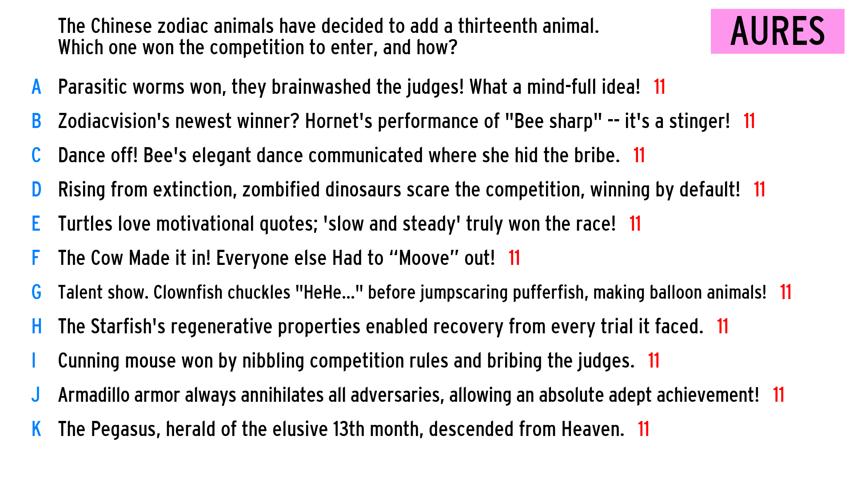 The Chinese zodiac animals have decided to add a thirteenth animal.
Which one won the competition to enter, and how?
AURES
A Parasitic worms won, they brainwashed the judges! What a mind-full idea! 11
B Zodiacvision's newest winner? Hornet's performance of "Bee sharp" -- it's a stinger! 11
C Dance off! Bee's elegant dance communicated where she hid the bribe. 11
D Rising from extinction, zombified dinosaurs scare the competition, winning by default! 11
E Turtles love motivational quotes; 'slow and steady' truly won the race! 11
F The Cow Made it in! Everyone else Had to “Moove” out! 11
G Talent show. Clownfish chuckles "HeHe..." before jumpscaring pufferfish, making balloon animals! 11
H The Starfish's regenerative properties enabled recovery from every trial it faced. 11
I Cunning mouse won by nibbling competition rules and bribing the judges. 11
J Armadillo armor always annihilates all adversaries, allowing an absolute adept achievement! 11
K The Pegasus, herald of the elusive 13th month, descended from Heaven. 11